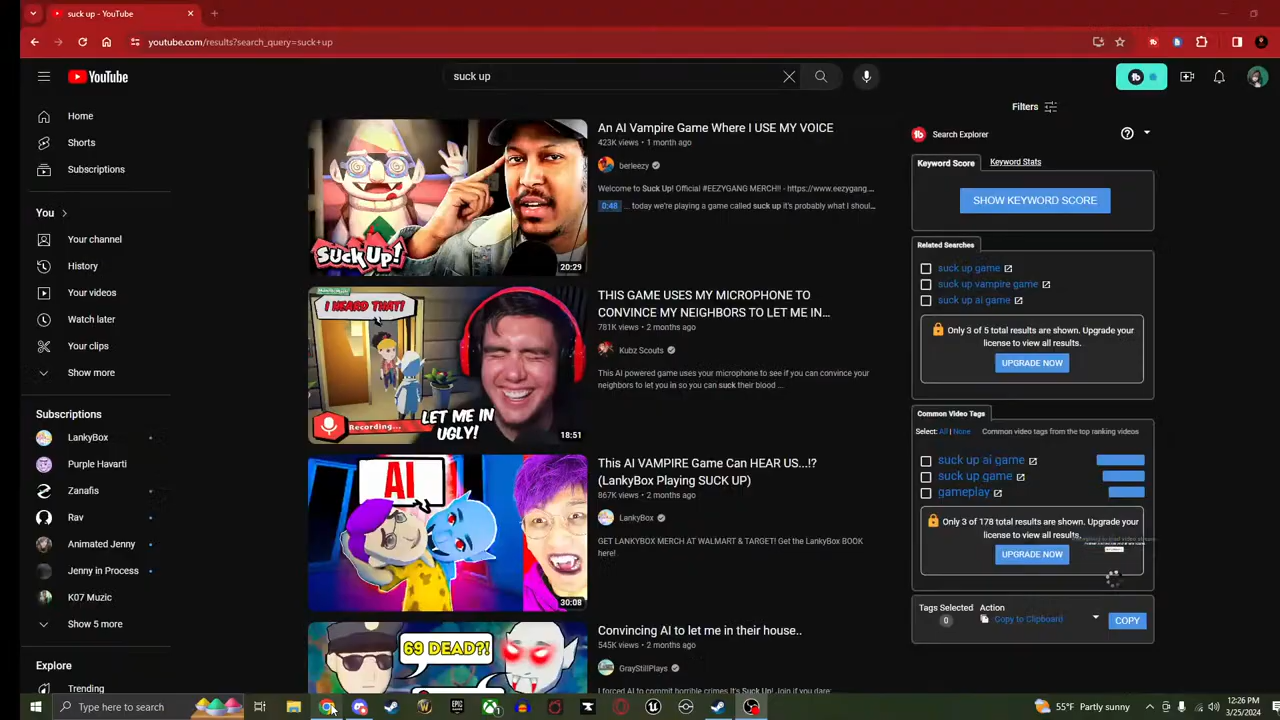 suck up - YouTube
youtube.com/results?search_query=suck+up
YouTube
suck up
Filters
Home
Shorts
Subscriptions
You
Your channel
History
Your videos
Watch later
Your clips
Show more
Subscriptions
LankyBox
Purple Havarti
Zanafis
Rav
Animated Jenny
Jenny in Process
K07 Muzic
Show 5 more
Explore
Trending
SUCK UP!
20:29
An AI Vampire Game Where I USE MY VOICE
423K views • 1 month ago
berleezy
Welcome to Suck Up! Official #EEZYGANG MERCH!! - https://www.eezygang....
0:48 ... today we're playing a game called suck up it's probably what i shoul...
I HEARD THAT!
Recording...
LET ME IN
UGLY!
18:51
THIS GAME USES MY MICROPHONE TO
CONVINCE MY NEIGHBORS TO LET ME IN...
781K views • 2 months ago
Kubz Scouts
This AI powered game uses your microphone to see if you can convince your
neighbors to let you in so you can suck their blood ...
AI
30:08
This AI VAMPIRE Game Can HEAR US...!?
(LankyBox Playing SUCK UP)
867K views • 2 months ago
LankyBox
GET LANKYBOX MERCH AT WALMART & TARGET! Get the LankyBox BOOK
here!
69 DEAD?!
Convincing AI to let me in their house..
545K views • 2 months ago
GrayStillPlays
I forced AI to commit horrible crimes It's Suck Up! Join if you dare:
Search Explorer
Keyword Score
Keyword Stats
SHOW KEYWORD SCORE
Related Searches
suck up game
suck up vampire game
suck up ai game
Only 3 of 5 total results are shown. Upgrade your
license to view all results.
UPGRADE NOW
Common Video Tags
Select: All | None Common video tags from the top ranking videos
suck up ai game
suck up game
gameplay
Only 3 of 178 total results are shown. Upgrade your
license to view all results.
UPGRADE NOW
Tags Selected
0
Action
Copy to Clipboard
COPY
Type here to search
55°F Partly sunny
12:26 PM
3/25/2024